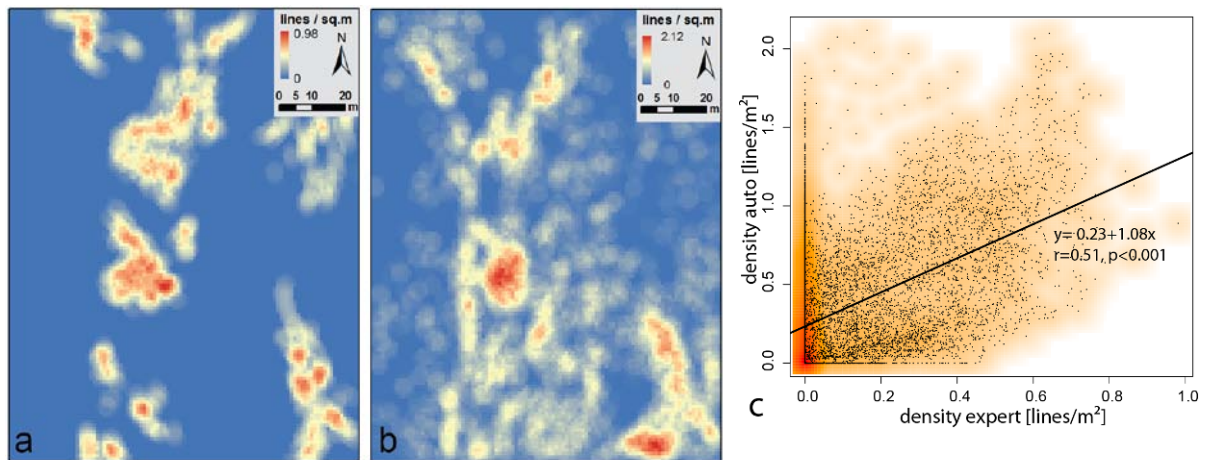 lines / sq.m
0.98
N
0
0 5 10 20
m
a
lines / sq.m
2.12
N
0
0 5 10 20
m
b
density auto [lines/m²]
2.0
1.5
1.0
0.5
0.0
y= 0.23+1.08x
r=0.51, p<0.001
0.0 0.2 0.4 0.6 0.8 1.0
density expert [lines/m²]
c